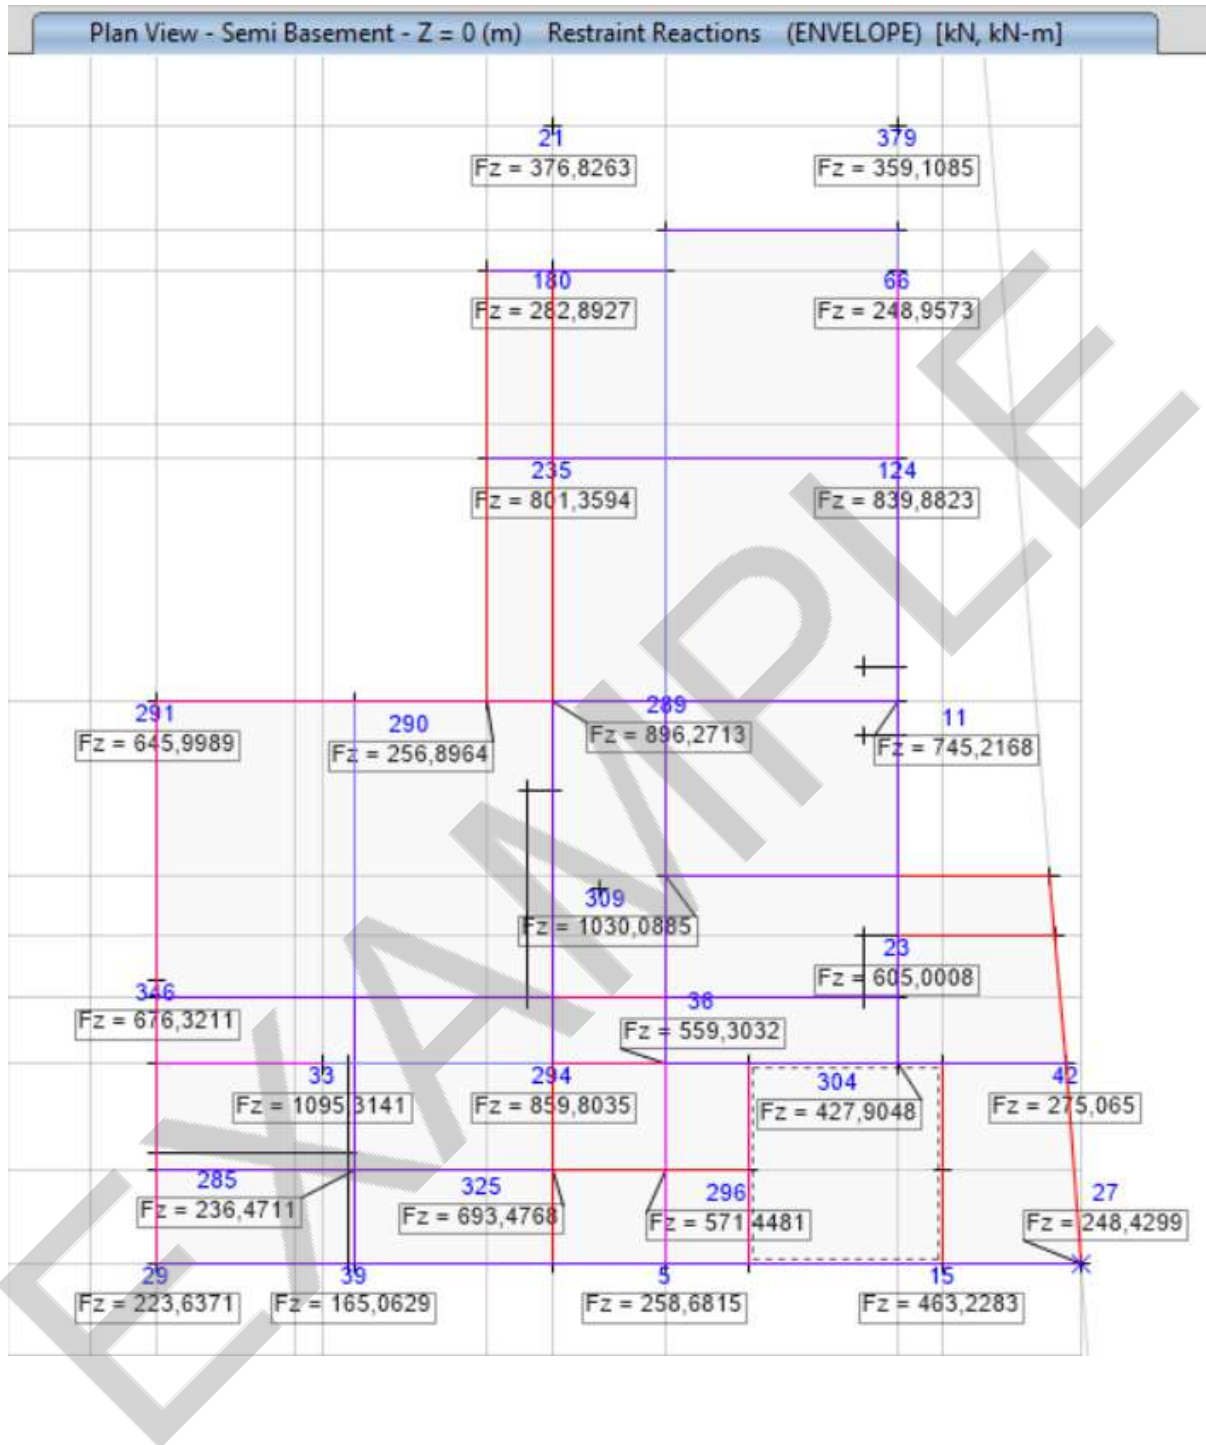 Plan View - Semi Basement - Z = 0 (m) Restraint Reactions (ENVELOPE) [kN, kN-m]
21
Fz = 376,8263
379
Fz = 359,1085
180
Fz = 282,8927
66
Fz = 248,9573
235
Fz = 801,3594
124
Fz = 839,8823
291
Fz = 645,9989
290
Fz = 256,8964
289
Fz = 896,2713
11
Fz = 745,2168
309
Fz = 1030,0885
23
Fz = 605,0008
346
Fz = 676,3211
36
Fz = 559,3032
33
Fz = 1095,3141
294
Fz = 859,8035
304
Fz = 427,9048
42
Fz = 275,065
285
Fz = 236,4711
325
Fz = 693,4768
296
Fz = 571,4481
27
Fz = 248,4299
29
Fz = 223,6371
39
Fz = 165,0629
5
Fz = 258,6815
15
Fz = 463,2283
EXAMPLE